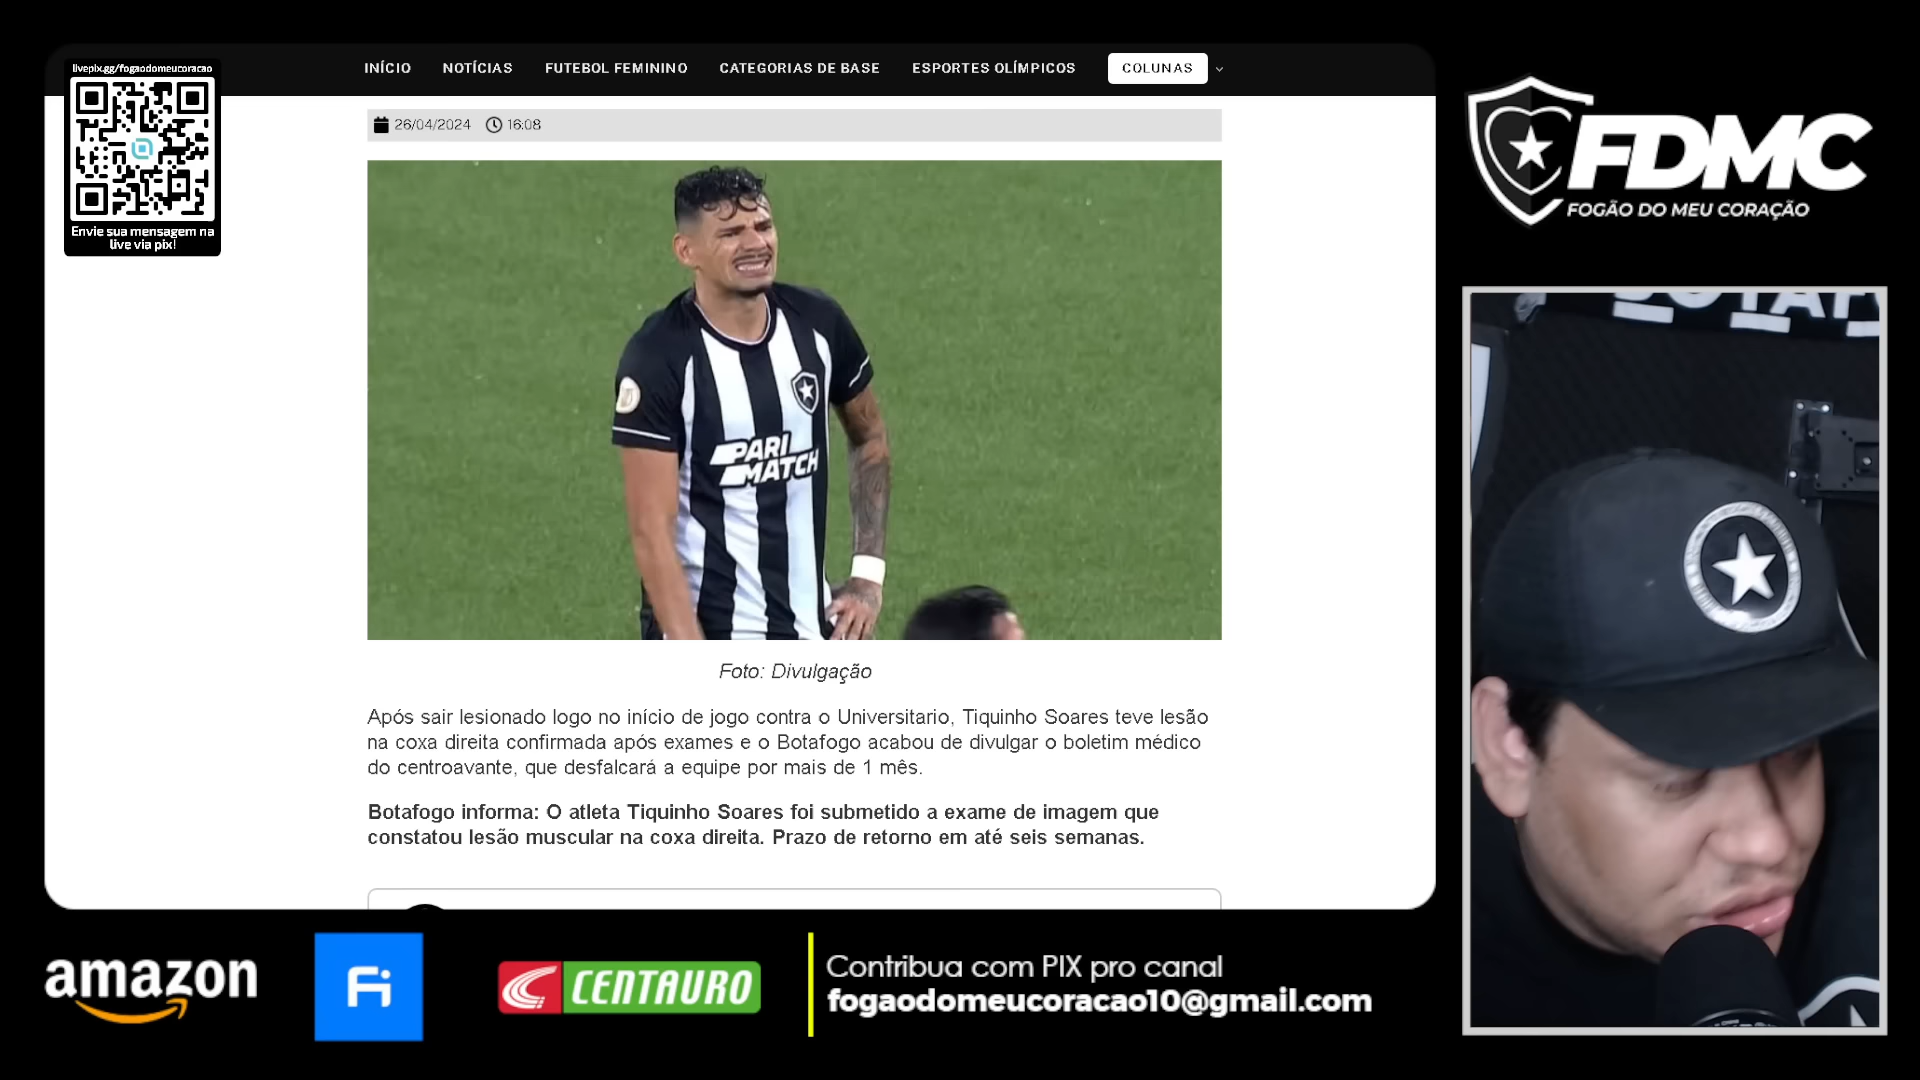 livepix.gg/fogaodomeucoracao
Envie sua mensagem na
live via pix!
INÍCIO NOTÍCIAS FUTEBOL FEMININO CATEGORIAS DE BASE ESPORTES OLÍMPICOS COLUNAS
26/04/2024 16:08
PARI
MATCH
Foto: Divulgação
Após sair lesionado logo no início de jogo contra o Universitario, Tiquinho Soares teve lesão
na coxa direita confirmada após exames e o Botafogo acabou de divulgar o boletim médico
do centroavante, que desfalcará a equipe por mais de 1 mês.
Botafogo informa: O atleta Tiquinho Soares foi submetido a exame de imagem que
constatou lesão muscular na coxa direita. Prazo de retorno em até seis semanas.
FDMC
FOGÃO DO MEU CORAÇÃO
amazon
Fi
CENTAURO
Contribua com PIX pro canal
fogaodomeucoracao10@gmail.com